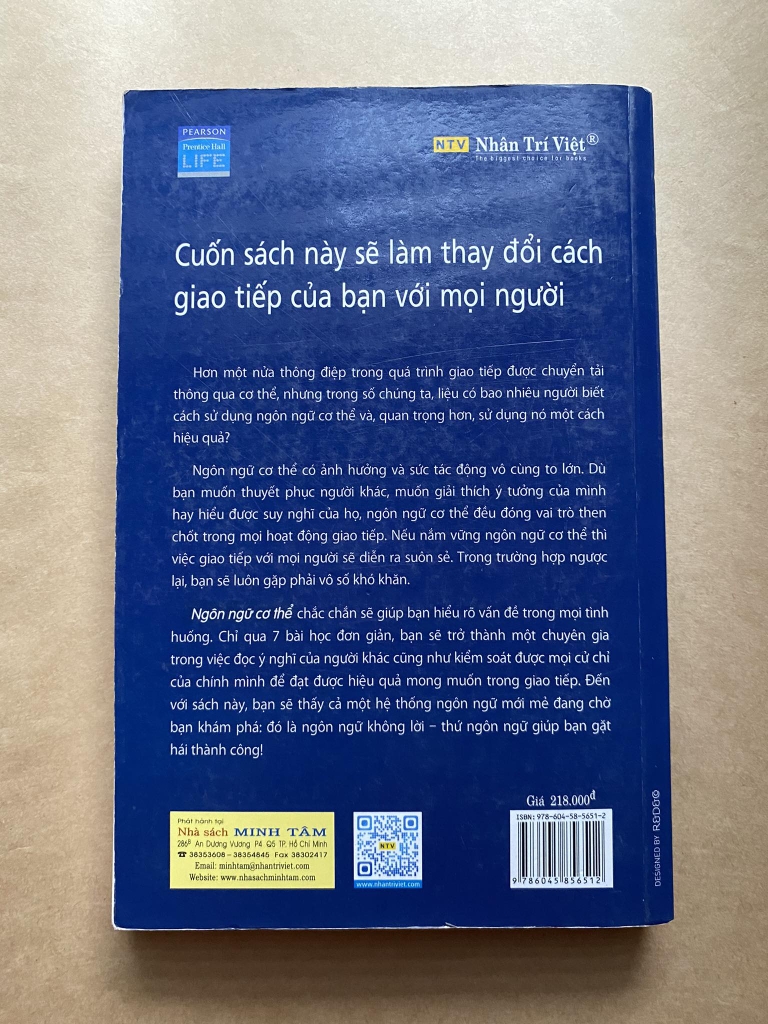 PEARSON
Prentice Hall
LIFE
NTV Nhân Trí Việt®
The biggest choice for books
Cuốn sách này sẽ làm thay đổi cách
giao tiếp của bạn với mọi người
Hơn một nửa thông điệp trong quá trình giao tiếp được chuyển tải
thông qua cơ thể, nhưng trong số chúng ta, liệu có bao nhiêu người biết
cách sử dụng ngôn ngữ cơ thể và, quan trọng hơn, sử dụng nó một cách
hiệu quả?
Ngôn ngữ cơ thể có ảnh hưởng và sức tác động vô cùng to lớn. Dù
bạn muốn thuyết phục người khác, muốn giải thích ý tưởng của mình
hay hiểu được suy nghĩ của họ, ngôn ngữ cơ thể đều đóng vai trò then
chốt trong mọi hoạt động giao tiếp. Nếu nắm vững ngôn ngữ cơ thể thì
việc giao tiếp với mọi người sẽ diễn ra suôn sẻ. Trong trường hợp ngược
lại, bạn sẽ luôn gặp phải vô số khó khăn.
Ngôn ngữ cơ thể chắc chắn sẽ giúp bạn hiểu rõ vấn đề trong mọi tình
huống. Chỉ qua 7 bài học đơn giản, bạn sẽ trở thành một chuyên gia
trong việc đọc ý nghĩ của người khác cũng như kiểm soát được mọi cử chỉ
của chính mình để đạt được hiệu quả mong muốn trong giao tiếp. Đến
với sách này, bạn sẽ thấy cả một hệ thống ngôn ngữ mới mẻ đang chờ
bạn khám phá: đó là ngôn ngữ không lời – thứ ngôn ngữ giúp bạn gặt
hái thành công!
Giá 218.000đ
Phát hành tại
Nhà sách MINH TÂM
286B An Dương Vương P4 Q5 TP. Hồ Chí Minh
☎ 38353608 – 38354845 Fax 38302417
Email: minhtam@nhantriviet.com
Website: www.nhasachminhtam.com
NTV
www.nhantriviet.com
ISBN: 978-604-58-5651-2
9 786045 856512
DESIGNED BY REDO©